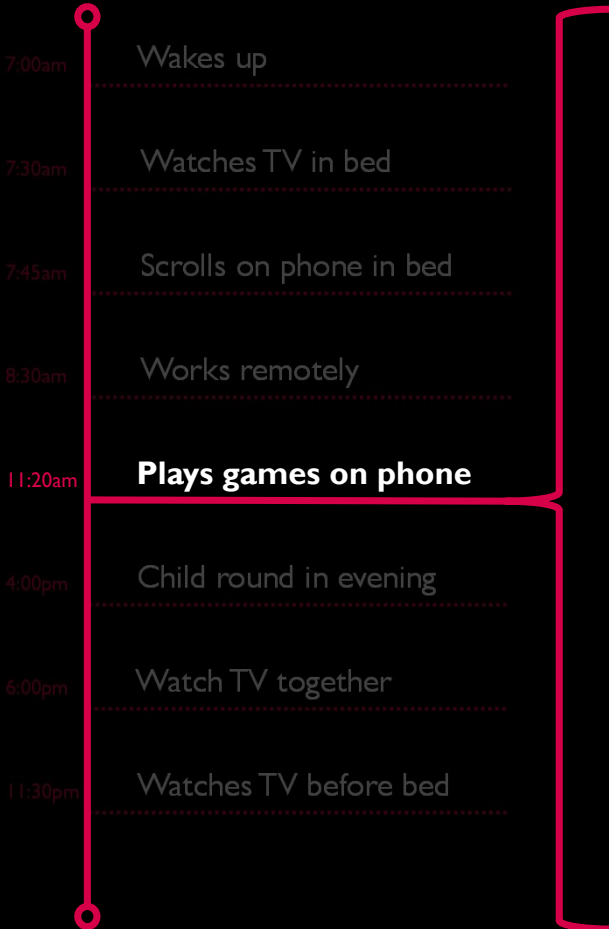 7:00am Wakes up
7:30am Watches TV in bed
7:45am Scrolls on phone in bed
8:30am Works remotely
11:20am Plays games on phone
4:00pm Child round in evening
6:00pm Watch TV together
11:30pm Watches TV before bed